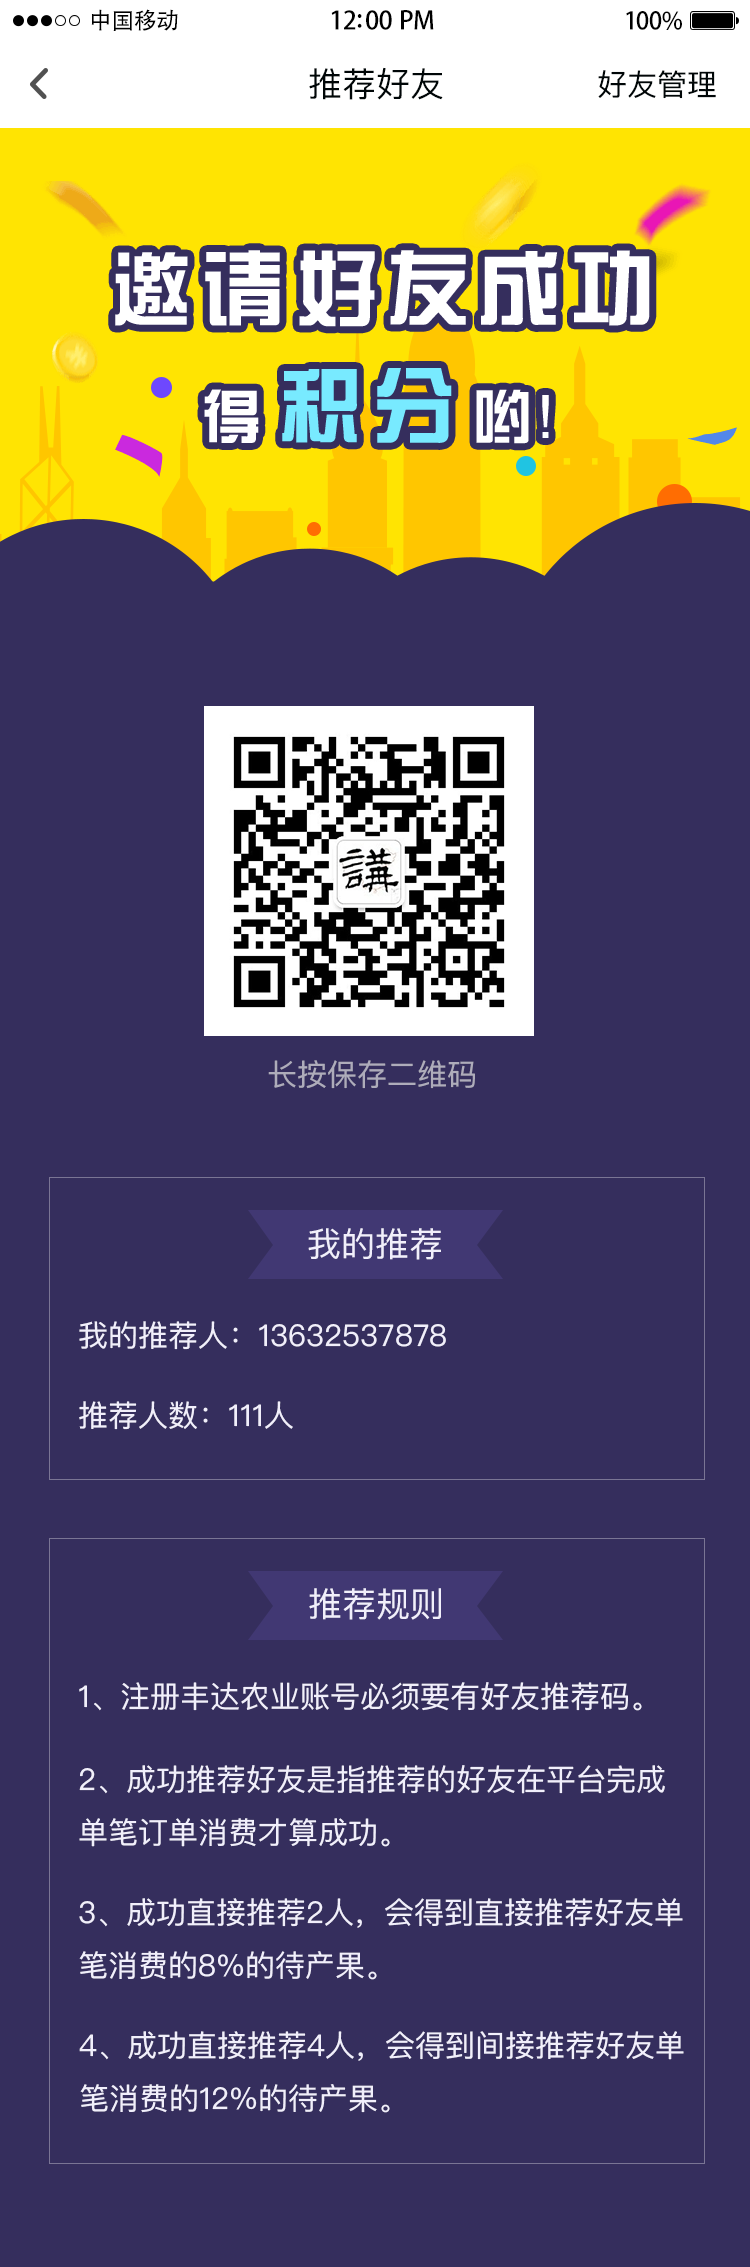 中国移动 12:00 PM 100%
推荐好友 好友管理
邀请好友成功
得积分哟!
講
长按保存二维码
我的推荐
我的推荐人：13632537878
推荐人数：111人
推荐规则
1、注册丰达农业账号必须要有好友推荐码。
2、成功推荐好友是指推荐的好友在平台完成
单笔订单消费才算成功。
3、成功直接推荐2人，会得到直接推荐好友单
笔消费的8%的待产果。
4、成功直接推荐4人，会得到间接推荐好友单
笔消费的12%的待产果。